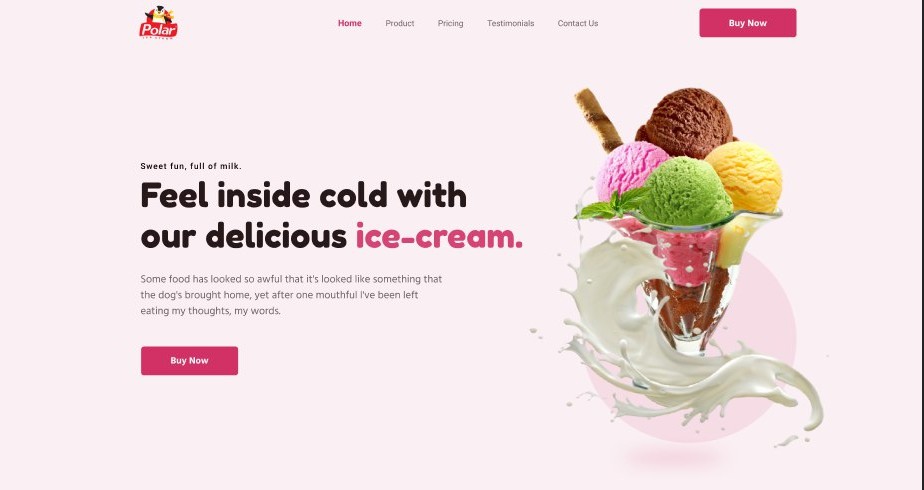 Polar
Home
Product
Pricing
Testimonials
Contact Us
Buy Now
Sweet fun, full of milk.
Feel inside cold with
our delicious ice-cream.
Some food has looked so awful that it's looked like something that
the dog's brought home, yet after one mouthful I've been left
eating my thoughts, my words.
Buy Now